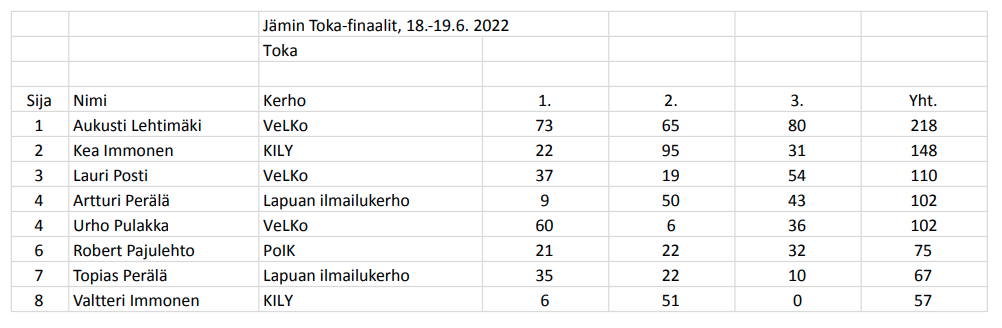 Jämin Toka-finaalit, 18.-19.6. 2022
Toka
Sija Nimi Kerho 1. 2. 3. Yht.
1 Aukusti Lehtimäki VeLKo 73 65 80 218
2 Kea Immonen KILY 22 95 31 148
3 Lauri Posti VeLKo 37 19 54 110
4 Artturi Perälä Lapuan ilmailukerho 9 50 43 102
4 Urho Pulakka VeLKo 60 6 36 102
6 Robert Pajulehto PoIK 21 22 32 75
7 Topias Perälä Lapuan ilmailukerho 35 22 10 67
8 Valtteri Immonen KILY 6 51 0 57